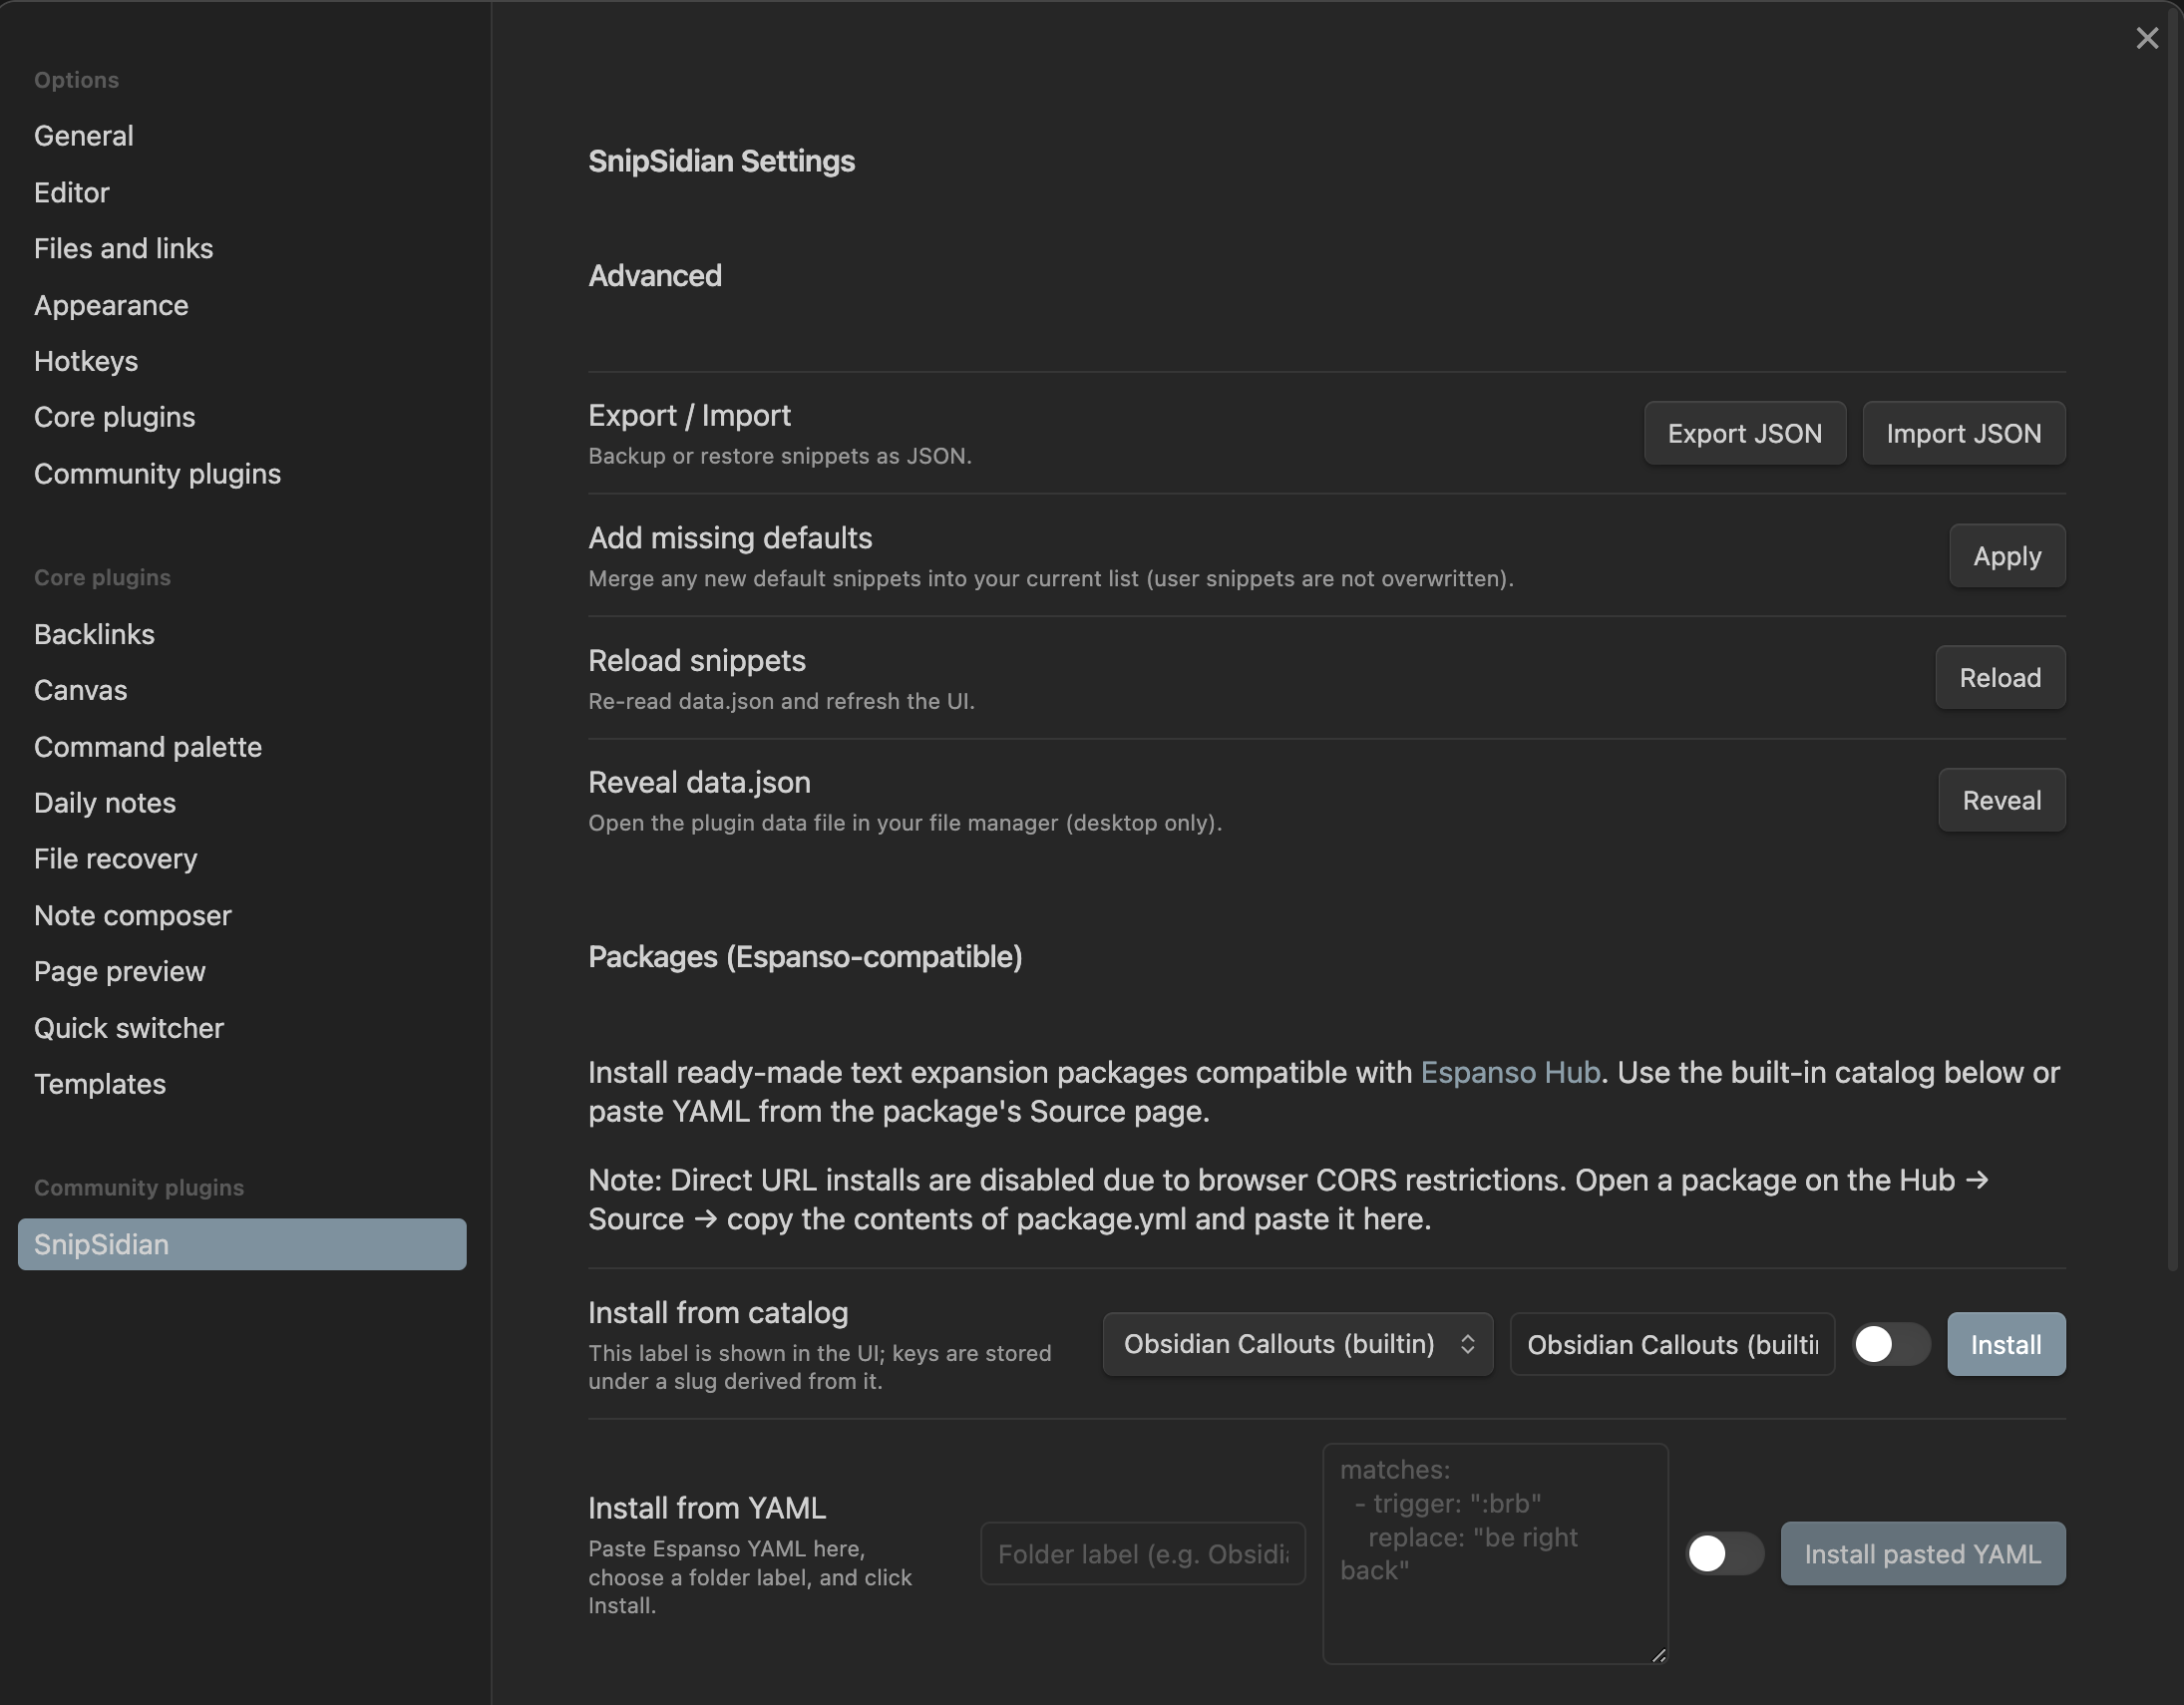 Options
General
Editor
Files and links
Appearance
Hotkeys
Core plugins
Community plugins
Core plugins
Backlinks
Canvas
Command palette
Daily notes
File recovery
Note composer
Page preview
Quick switcher
Templates
Community plugins
SnipSidian
SnipSidian Settings
Advanced
Export / Import
Backup or restore snippets as JSON.
Export JSON
Import JSON
Add missing defaults
Merge any new default snippets into your current list (user snippets are not overwritten).
Apply
Reload snippets
Re-read data.json and refresh the UI.
Reload
Reveal data.json
Open the plugin data file in your file manager (desktop only).
Reveal
Packages (Espanso-compatible)
Install ready-made text expansion packages compatible with Espanso Hub. Use the built-in catalog below or
paste YAML from the package's Source page.
Note: Direct URL installs are disabled due to browser CORS restrictions. Open a package on the Hub →
Source → copy the contents of package.yml and paste it here.
Install from catalog
This label is shown in the UI; keys are stored
under a slug derived from it.
Obsidian Callouts (builtin)
Obsidian Callouts (builtin
Install
Install from YAML
Paste Espanso YAML here,
choose a folder label, and click
Install.
Folder label (e.g. Obsidi
matches:
- trigger: ":brb"
replace: "be right
back"
Install pasted YAML